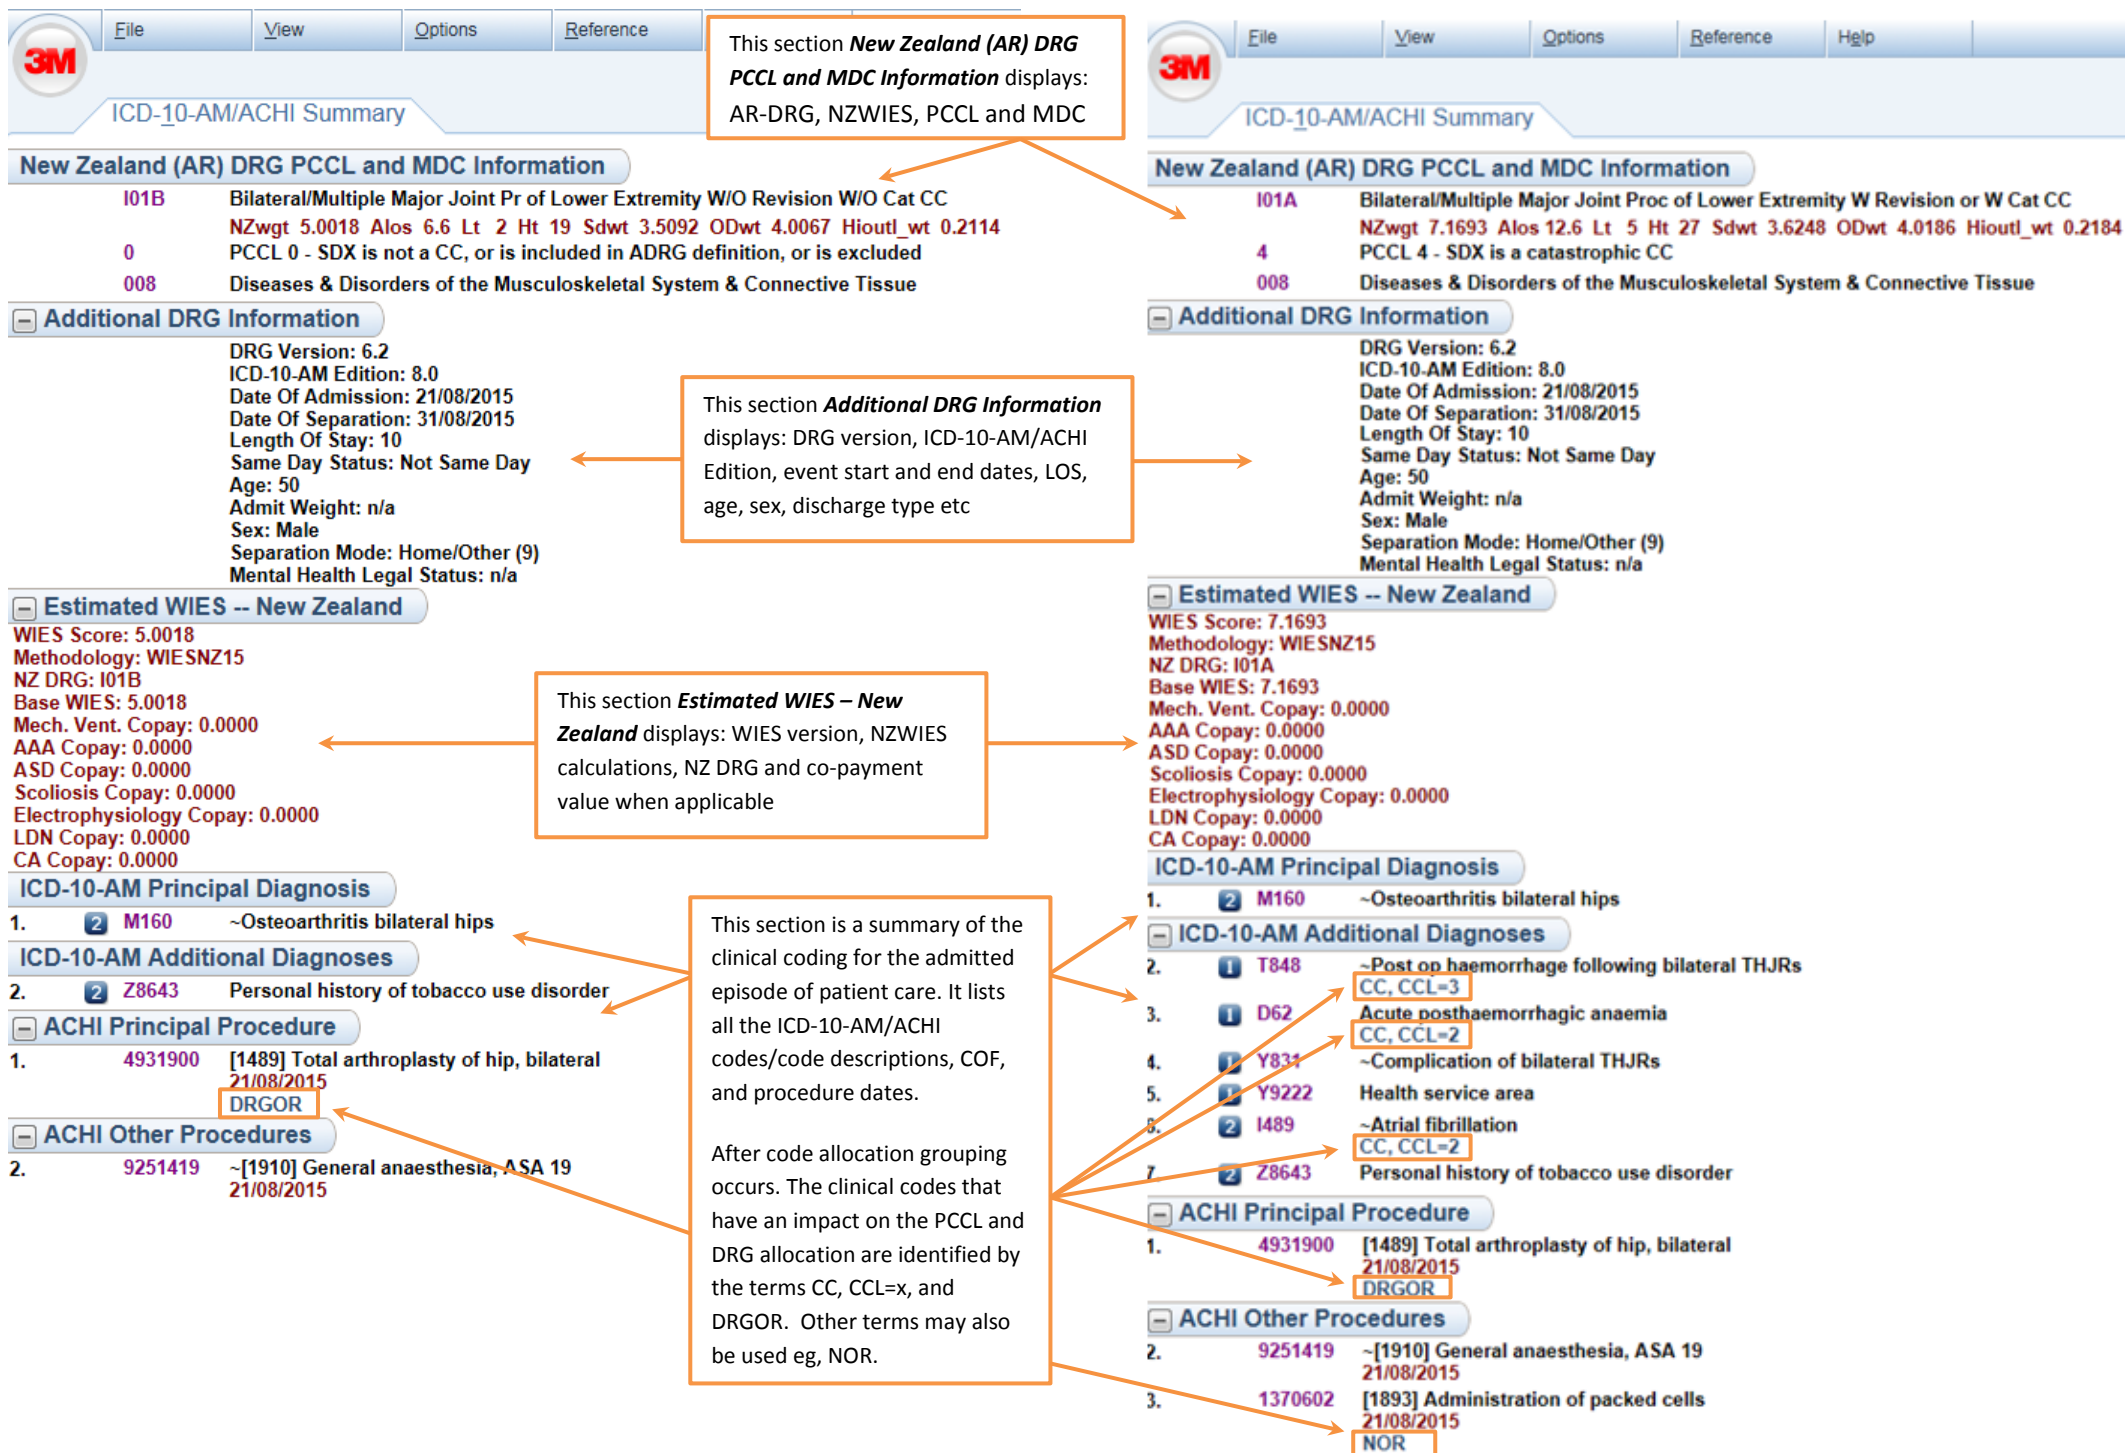 File View Options Reference
3M
ICD-10-AM/ACHI Summary
New Zealand (AR) DRG PCCL and MDC Information
I01B Bilateral/Multiple Major Joint Pr of Lower Extremity W/O Revision W/O Cat CC
NZwgt 5.0018 Alos 6.6 Lt 2 Ht 19 Sdwt 3.5092 ODwt 4.0067 Hioutl_wt 0.2114
0 PCCL 0 - SDX is not a CC, or is included in ADRG definition, or is excluded
008 Diseases & Disorders of the Musculoskeletal System & Connective Tissue
Additional DRG Information
DRG Version: 6.2
ICD-10-AM Edition: 8.0
Date Of Admission: 21/08/2015
Date Of Separation: 31/08/2015
Length Of Stay: 10
Same Day Status: Not Same Day
Age: 50
Admit Weight: n/a
Sex: Male
Separation Mode: Home/Other (9)
Mental Health Legal Status: n/a
Estimated WIES -- New Zealand
WIES Score: 5.0018
Methodology: WIESNZ15
NZ DRG: I01B
Base WIES: 5.0018
Mech. Vent. Copay: 0.0000
AAA Copay: 0.0000
ASD Copay: 0.0000
Scoliosis Copay: 0.0000
Electrophysiology Copay: 0.0000
LDN Copay: 0.0000
CA Copay: 0.0000
ICD-10-AM Principal Diagnosis
1. 2 M160 ~Osteoarthritis bilateral hips
ICD-10-AM Additional Diagnoses
2. 2 Z8643 Personal history of tobacco use disorder
ACHI Principal Procedure
1. 4931900 [1489] Total arthroplasty of hip, bilateral
21/08/2015
DRGOR
ACHI Other Procedures
2. 9251419 ~[1910] General anaesthesia, ASA 19
21/08/2015
This section New Zealand (AR) DRG
PCCL and MDC Information displays:
AR-DRG, NZWIES, PCCL and MDC
This section Additional DRG Information
displays: DRG version, ICD-10-AM/ACHI
Edition, event start and end dates, LOS,
age, sex, discharge type etc
This section Estimated WIES – New
Zealand displays: WIES version, NZWIES
calculations, NZ DRG and co-payment
value when applicable
This section is a summary of the
clinical coding for the admitted
episode of patient care. It lists
all the ICD-10-AM/ACHI
codes/code descriptions, COF,
and procedure dates.
After code allocation grouping
occurs. The clinical codes that
have an impact on the PCCL and
DRG allocation are identified by
the terms CC, CCL=x, and
DRGOR. Other terms may also
be used eg, NOR.
File View Options Reference Help
3M
ICD-10-AM/ACHI Summary
New Zealand (AR) DRG PCCL and MDC Information
I01A Bilateral/Multiple Major Joint Proc of Lower Extremity W Revision or W Cat CC
NZwgt 7.1693 Alos 12.6 Lt 5 Ht 27 Sdwt 3.6248 ODwt 4.0186 Hioutl_wt 0.2184
4 PCCL 4 - SDX is a catastrophic CC
008 Diseases & Disorders of the Musculoskeletal System & Connective Tissue
Additional DRG Information
DRG Version: 6.2
ICD-10-AM Edition: 8.0
Date Of Admission: 21/08/2015
Date Of Separation: 31/08/2015
Length Of Stay: 10
Same Day Status: Not Same Day
Age: 50
Admit Weight: n/a
Sex: Male
Separation Mode: Home/Other (9)
Mental Health Legal Status: n/a
Estimated WIES -- New Zealand
WIES Score: 7.1693
Methodology: WIESNZ15
NZ DRG: I01A
Base WIES: 7.1693
Mech. Vent. Copay: 0.0000
AAA Copay: 0.0000
ASD Copay: 0.0000
Scoliosis Copay: 0.0000
Electrophysiology Copay: 0.0000
LDN Copay: 0.0000
CA Copay: 0.0000
ICD-10-AM Principal Diagnosis
1. 2 M160 ~Osteoarthritis bilateral hips
ICD-10-AM Additional Diagnoses
2. 1 T848 ~Post op haemorrhage following bilateral THJRs
CC, CCL=3
3. 1 D62 Acute posthaemorrhagic anaemia
CC, CCL=2
4. 1 Y831 ~Complication of bilateral THJRs
5. 1 Y9222 Health service area
6. 2 I489 ~Atrial fibrillation
CC, CCL=2
7. 2 Z8643 Personal history of tobacco use disorder
ACHI Principal Procedure
1. 4931900 [1489] Total arthroplasty of hip, bilateral
21/08/2015
DRGOR
ACHI Other Procedures
2. 9251419 ~[1910] General anaesthesia, ASA 19
21/08/2015
3. 1370602 [1893] Administration of packed cells
21/08/2015
NOR